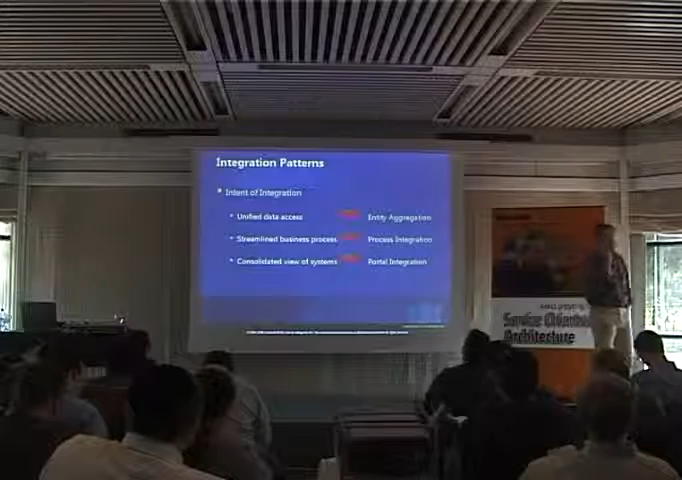 Integration Patterns
Intent of Integration
Unified data access Entity Aggregation
Streamlined business process Process Integration
Consolidated view of systems Portal Integration
Service Oriented
Architecture